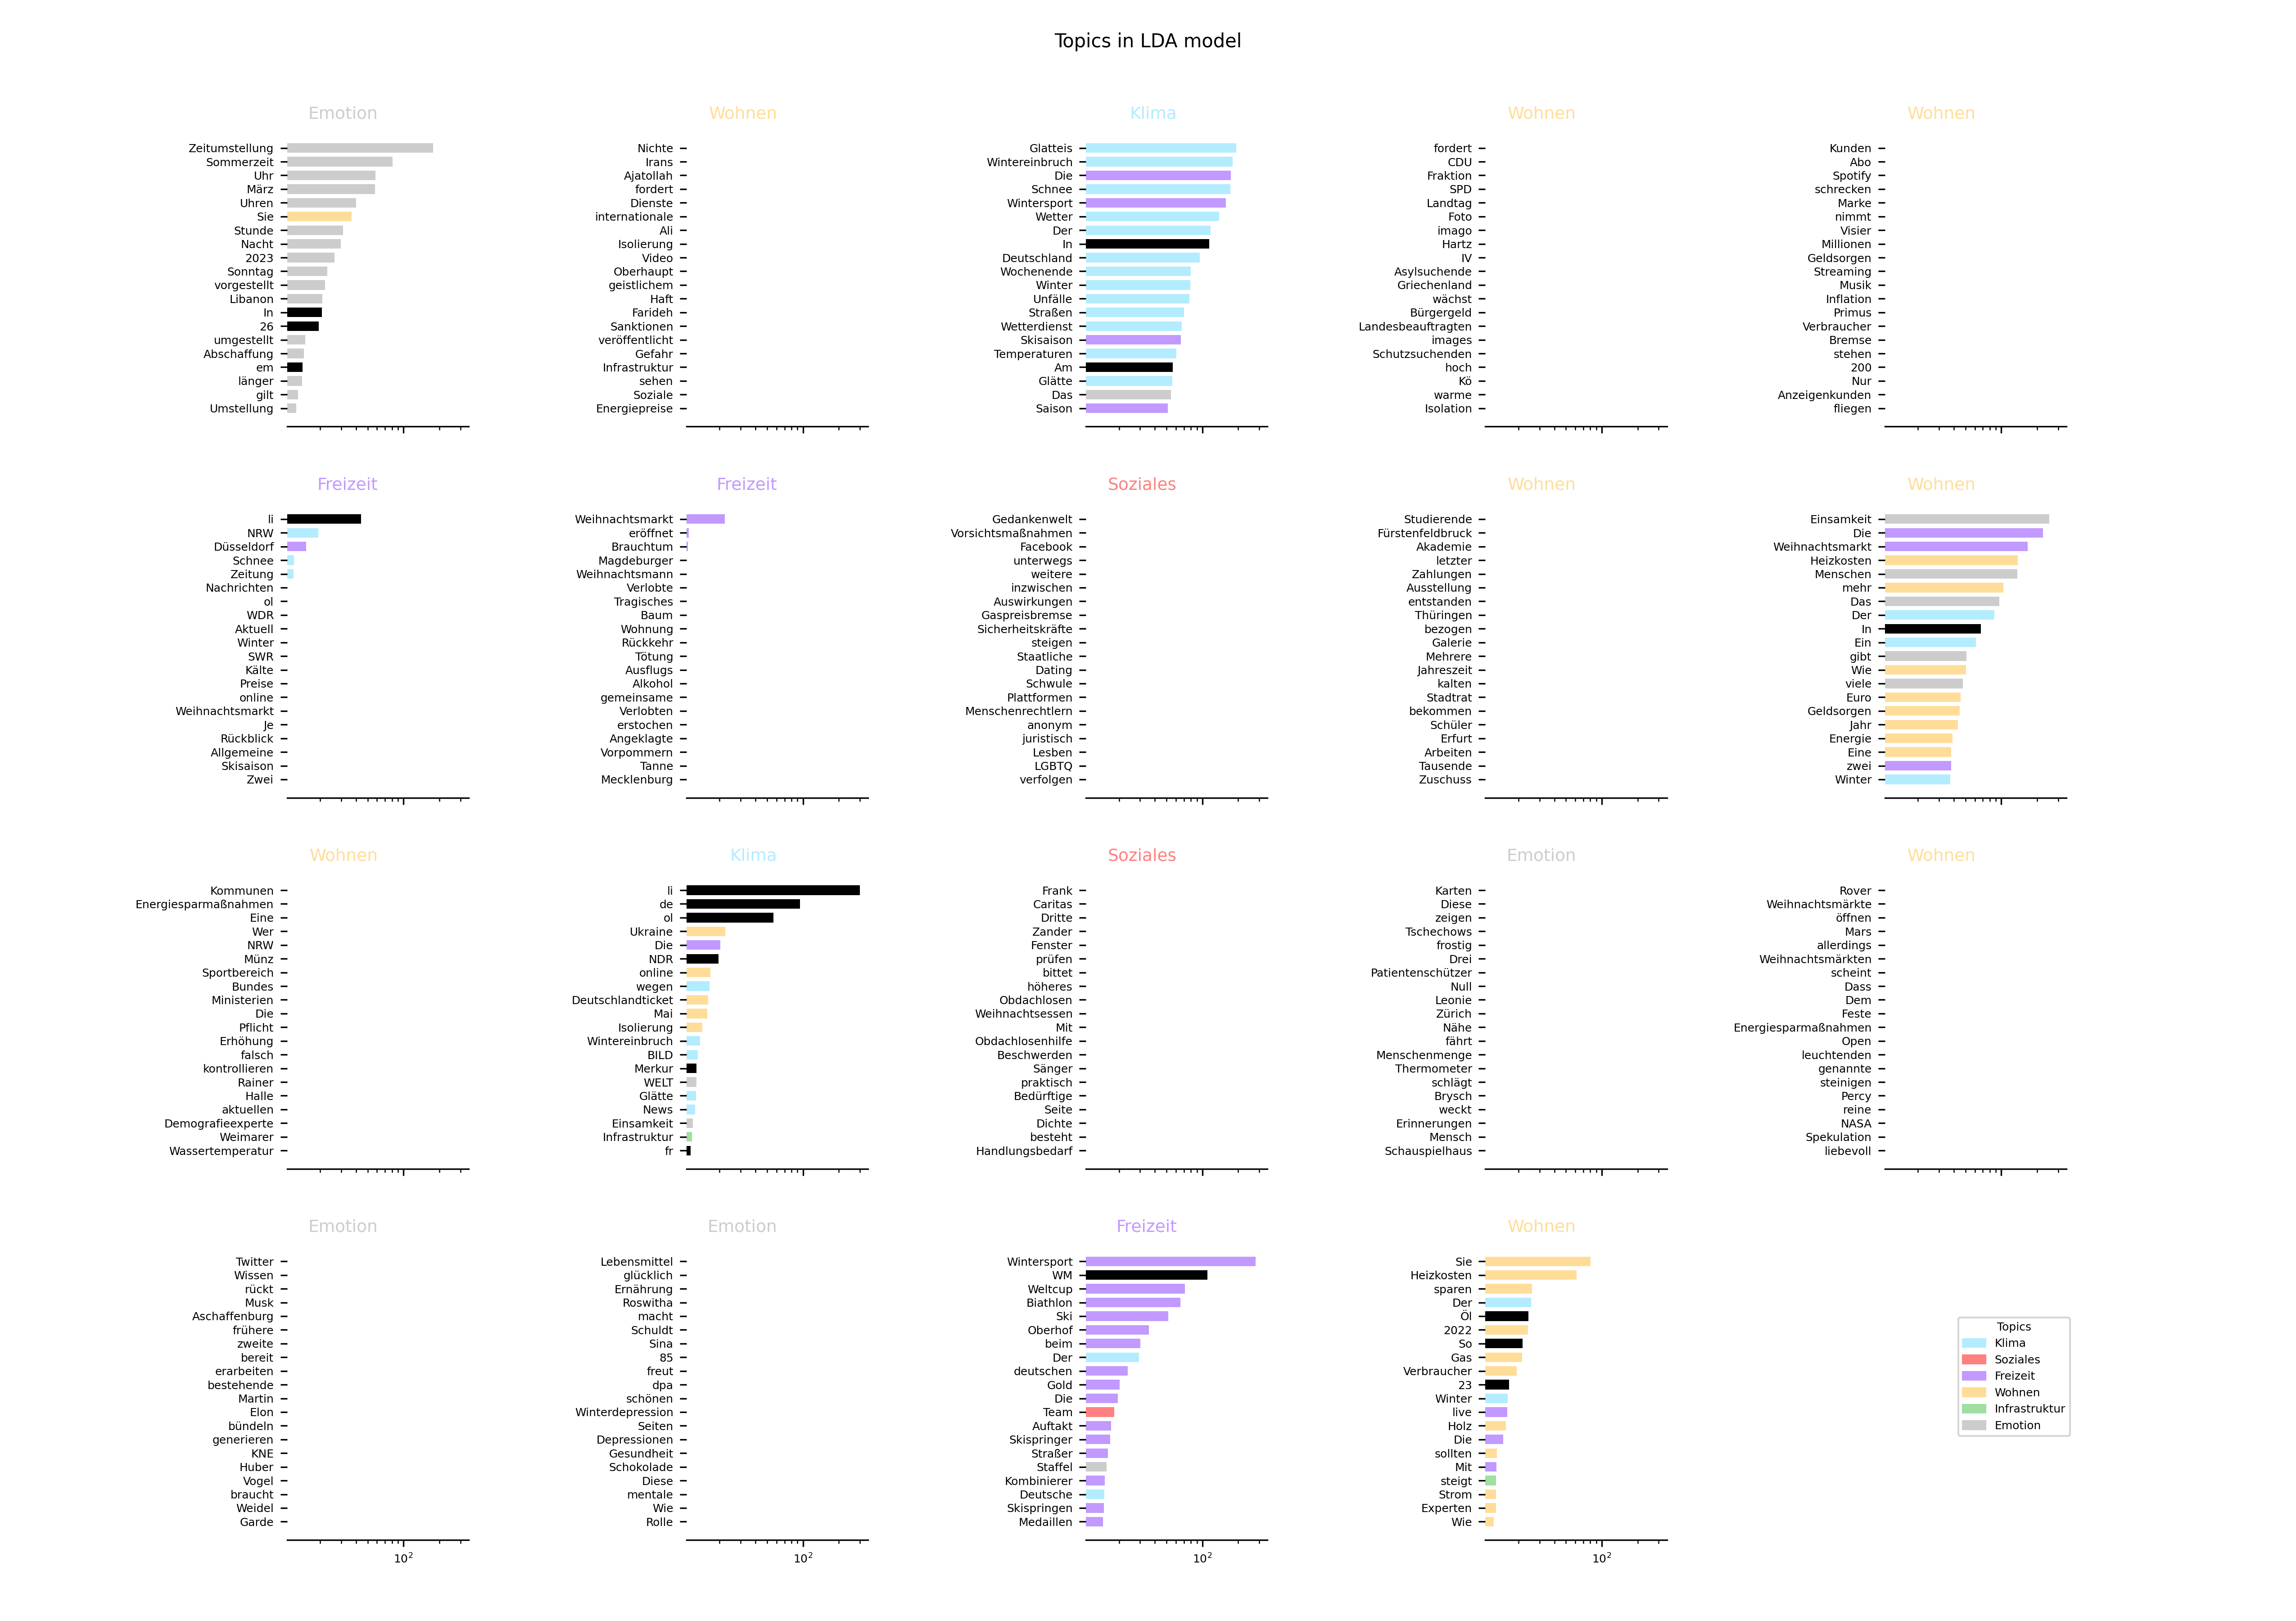 Topics in LDA model
Emotion
Zeitumstellung
Sommerzeit
Uhr
März
Uhren
Sie
Stunde
Nacht
2023
Sonntag
vorgestellt
Libanon
In
26
umgestellt
Abschaffung
em
länger
gilt
Umstellung
Wohnen
Nichte
Irans
Ajatollah
fordert
Dienste
internationale
Ali
Isolierung
Video
Oberhaupt
geistlichem
Haft
Farideh
Sanktionen
veröffentlicht
Gefahr
Infrastruktur
sehen
Soziale
Energiepreise
Klima
Glatteis
Wintereinbruch
Die
Schnee
Wintersport
Wetter
Der
In
Deutschland
Wochenende
Winter
Unfälle
Straßen
Wetterdienst
Skisaison
Temperaturen
Am
Glätte
Das
Saison
Wohnen
fordert
CDU
Fraktion
SPD
Landtag
Foto
imago
Hartz
IV
Asylsuchende
Griechenland
wächst
Bürgergeld
Landesbeauftragten
images
Schutzsuchenden
hoch
Kö
warme
Isolation
Wohnen
Kunden
Abo
Spotify
schrecken
Marke
nimmt
Visier
Millionen
Geldsorgen
Streaming
Musik
Inflation
Primus
Verbraucher
Bremse
stehen
200
Nur
Anzeigenkunden
fliegen
Freizeit
li
NRW
Düsseldorf
Schnee
Zeitung
Nachrichten
ol
WDR
Aktuell
Winter
SWR
Kälte
Preise
online
Weihnachtsmarkt
Je
Rückblick
Allgemeine
Skisaison
Zwei
Freizeit
Weihnachtsmarkt
eröffnet
Brauchtum
Magdeburger
Weihnachtsmann
Verlobte
Tragisches
Baum
Wohnung
Rückkehr
Tötung
Ausflugs
Alkohol
gemeinsame
Verlobten
erstochen
Angeklagte
Vorpommern
Tanne
Mecklenburg
Soziales
Gedankenwelt
Vorsichtsmaßnahmen
Facebook
unterwegs
weitere
inzwischen
Auswirkungen
Gaspreisbremse
Sicherheitskräfte
steigen
Staatliche
Dating
Schwule
Plattformen
Menschenrechtlern
anonym
juristisch
Lesben
LGBTQ
verfolgen
Wohnen
Studierende
Fürstenfeldbruck
Akademie
letzter
Zahlungen
Ausstellung
entstanden
Thüringen
bezogen
Galerie
Mehrere
Jahreszeit
kalten
Stadtrat
bekommen
Schüler
Erfurt
Arbeiten
Tausende
Zuschuss
Wohnen
Einsamkeit
Die
Weihnachtsmarkt
Heizkosten
Menschen
mehr
Das
Der
In
Ein
gibt
Wie
viele
Euro
Geldsorgen
Jahr
Energie
Eine
zwei
Winter
Wohnen
Kommunen
Energiesparmaßnahmen
Eine
Wer
NRW
Münz
Sportbereich
Bundes
Ministerien
Die
Pflicht
Erhöhung
falsch
kontrollieren
Rainer
Halle
aktuellen
Demografieexperte
Weimarer
Wassertemperatur
Klima
li
de
ol
Ukraine
Die
NDR
online
wegen
Deutschlandticket
Mai
Isolierung
Wintereinbruch
BILD
Merkur
WELT
Glätte
News
Einsamkeit
Infrastruktur
fr
Soziales
Frank
Caritas
Dritte
Zander
Fenster
prüfen
bittet
höheres
Obdachlosen
Weihnachtsessen
Mit
Obdachlosenhilfe
Beschwerden
Sänger
praktisch
Bedürftige
Seite
Dichte
besteht
Handlungsbedarf
Emotion
Karten
Diese
zeigen
Tschechows
frostig
Drei
Patientenschützer
Null
Leonie
Zürich
Nähe
fährt
Menschenmenge
Thermometer
schlägt
Brysch
weckt
Erinnerungen
Mensch
Schauspielhaus
Wohnen
Rover
Weihnachtsmärkte
öffnen
Mars
allerdings
Weihnachtsmärkten
scheint
Dass
Dem
Feste
Energiesparmaßnahmen
Open
leuchtenden
genannte
steinigen
Percy
reine
NASA
Spekulation
liebevoll
Emotion
Twitter
Wissen
rückt
Musk
Aschaffenburg
frühere
zweite
bereit
erarbeiten
bestehende
Martin
Elon
bündeln
generieren
KNE
Huber
Vogel
braucht
Weidel
Garde
10²
Emotion
Lebensmittel
glücklich
Ernährung
Roswitha
macht
Schuldt
Sina
85
freut
dpa
schönen
Winterdepression
Seiten
Depressionen
Gesundheit
Schokolade
Diese
mentale
Wie
Rolle
10²
Freizeit
Wintersport
WM
Weltcup
Biathlon
Ski
Oberhof
beim
Der
deutschen
Gold
Die
Team
Auftakt
Skispringer
Straßer
Staffel
Kombinierer
Deutsche
Skispringen
Medaillen
10²
Wohnen
Sie
Heizkosten
sparen
Der
Öl
2022
So
Gas
Verbraucher
23
Winter
live
Holz
Die
sollten
Mit
steigt
Strom
Experten
Wie
10²
Topics
Klima
Soziales
Freizeit
Wohnen
Infrastruktur
Emotion